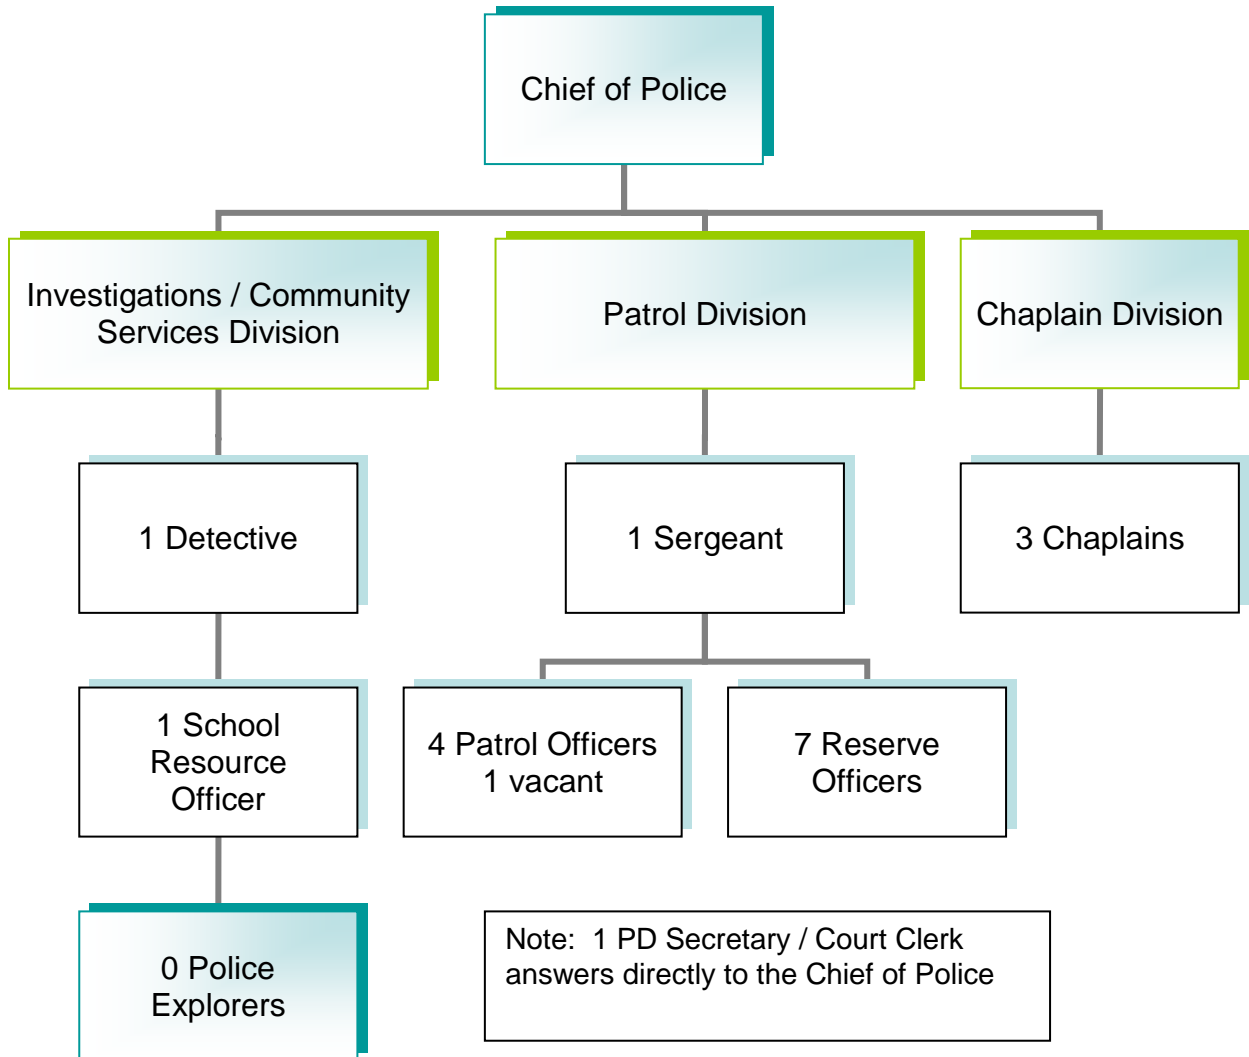 Chief of Police
Investigations / Community
Services Division
Patrol Division
Chaplain Division
1 Detective
1 Sergeant
3 Chaplains
1 School
Resource
Officer
4 Patrol Officers
1 vacant
7 Reserve
Officers
0 Police
Explorers
Note:  1 PD Secretary / Court Clerk
answers directly to the Chief of Police